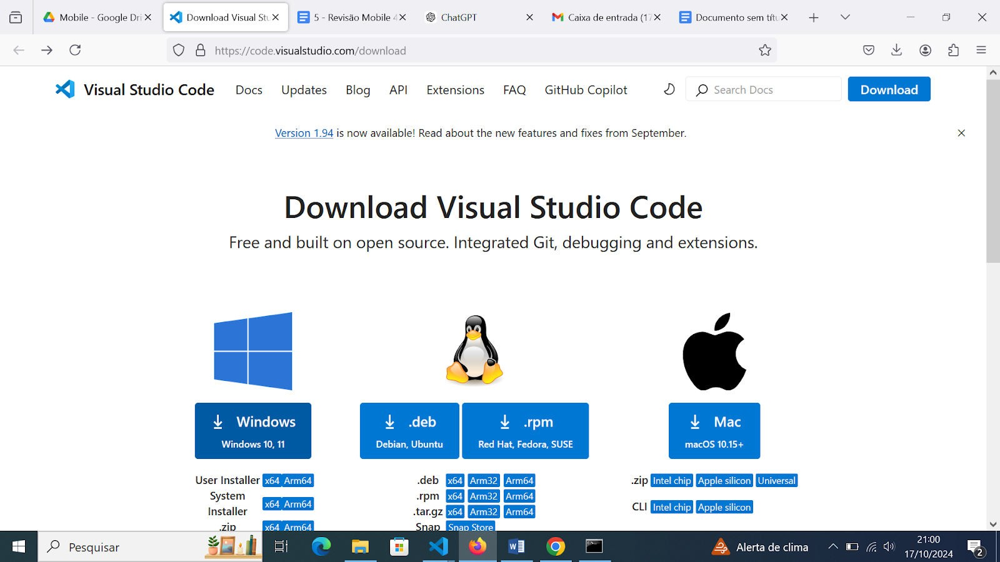 Mobile - Google Dri
Download Visual Stu
5 - Revisão Mobile 4
ChatGPT
Caixa de entrada (17
Documento sem títu
https://code.visualstudio.com/download
Visual Studio Code
Docs
Updates
Blog
API
Extensions
FAQ
GitHub Copilot
Search Docs
Download
Version 1.94 is now available! Read about the new features and fixes from September.
Download Visual Studio Code
Free and built on open source. Integrated Git, debugging and extensions.
Windows
Windows 10, 11
.deb
Debian, Ubuntu
.rpm
Red Hat, Fedora, SUSE
Mac
macOS 10.15+
User Installer x64 Arm64
System
Installer x64 Arm64
.zip x64 Arm64
.deb x64 Arm32 Arm64
.rpm x64 Arm32 Arm64
.tar.gz x64 Arm32 Arm64
Snap Snap Store
.zip Intel chip Apple silicon Universal
CLI Intel chip Apple silicon
Pesquisar
Alerta de clima
21:00
17/10/2024
2